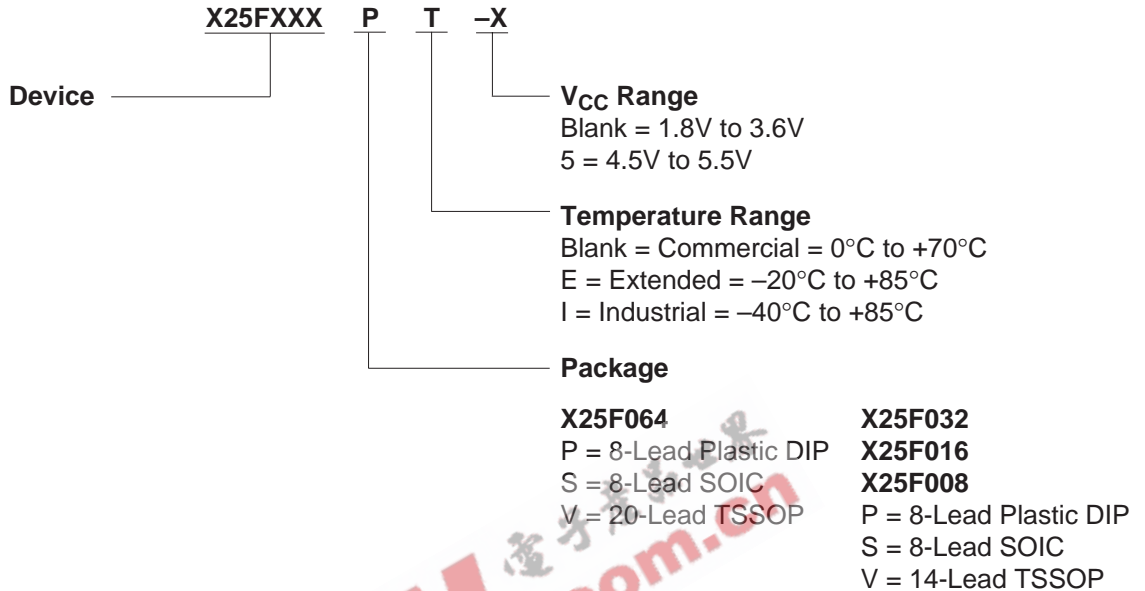 X25FXXX P T –X
Device
VCC Range
Blank = 1.8V to 3.6V
5 = 4.5V to 5.5V
Temperature Range
Blank = Commercial = 0°C to +70°C
E = Extended = –20°C to +85°C
I = Industrial = –40°C to +85°C
Package
X25F064
P = 8-Lead Plastic DIP
S = 8-Lead SOIC
V = 20-Lead TSSOP
X25F032
X25F016
X25F008
P = 8-Lead Plastic DIP
S = 8-Lead SOIC
V = 14-Lead TSSOP
om.cn